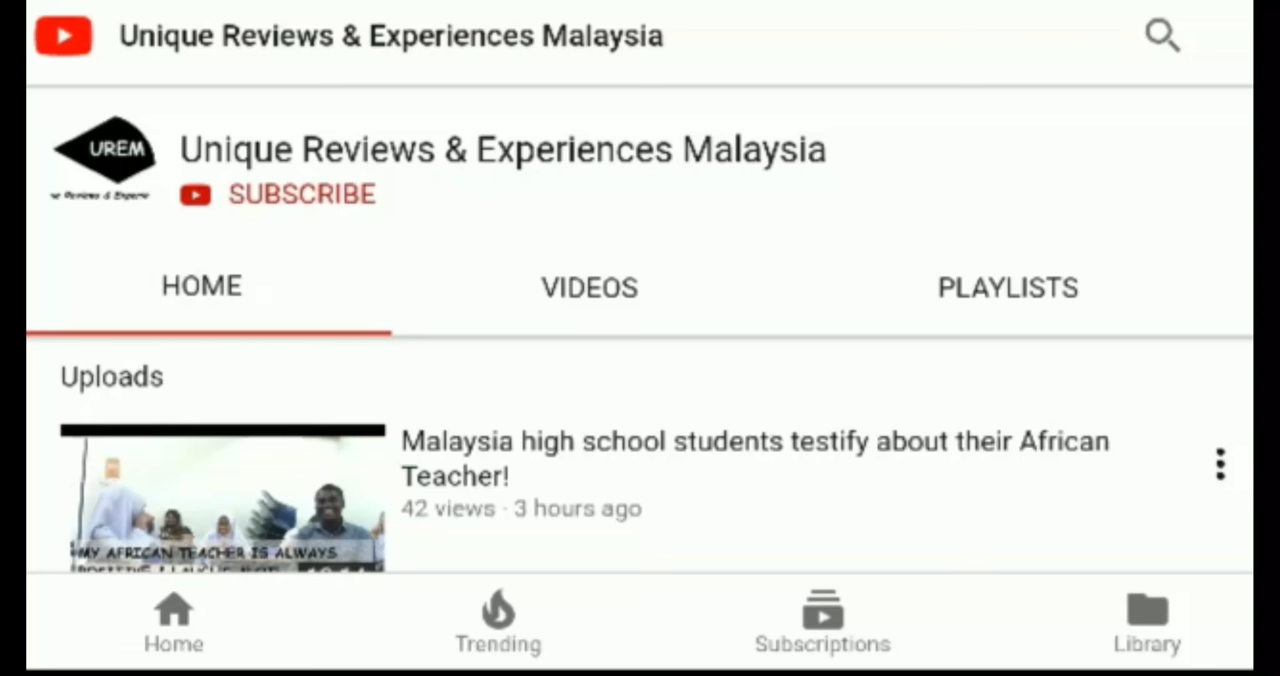 Unique Reviews & Experiences Malaysia
UREM
Reviews &
Unique Reviews & Experiences Malaysia
SUBSCRIBE
HOME VIDEOS PLAYLISTS
Uploads
Malaysia high school students testify about their African
Teacher!
42 views · 3 hours ago
MY AFRICAN TEACHER IS ALWAYS
Home Trending Subscriptions Library